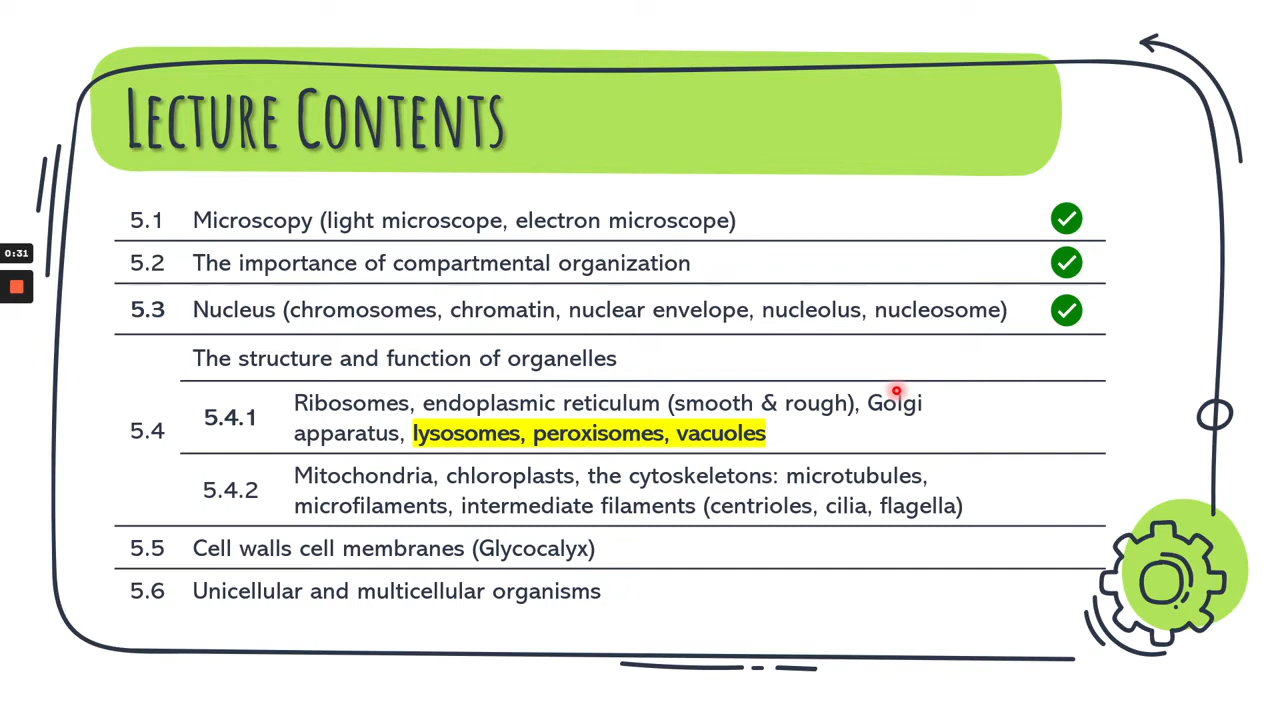 LECTURE CONTENTS
5.1 Microscopy (light microscope, electron microscope)
0:31
5.2 The importance of compartmental organization
5.3 Nucleus (chromosomes, chromatin, nuclear envelope, nucleolus, nucleosome)
The structure and function of organelles
5.4
5.4.1 Ribosomes, endoplasmic reticulum (smooth & rough), Golgi
apparatus, lysosomes, peroxisomes, vacuoles
5.4.2 Mitochondria, chloroplasts, the cytoskeletons: microtubules,
microfilaments, intermediate filaments (centrioles, cilia, flagella)
5.5 Cell walls cell membranes (Glycocalyx)
5.6 Unicellular and multicellular organisms